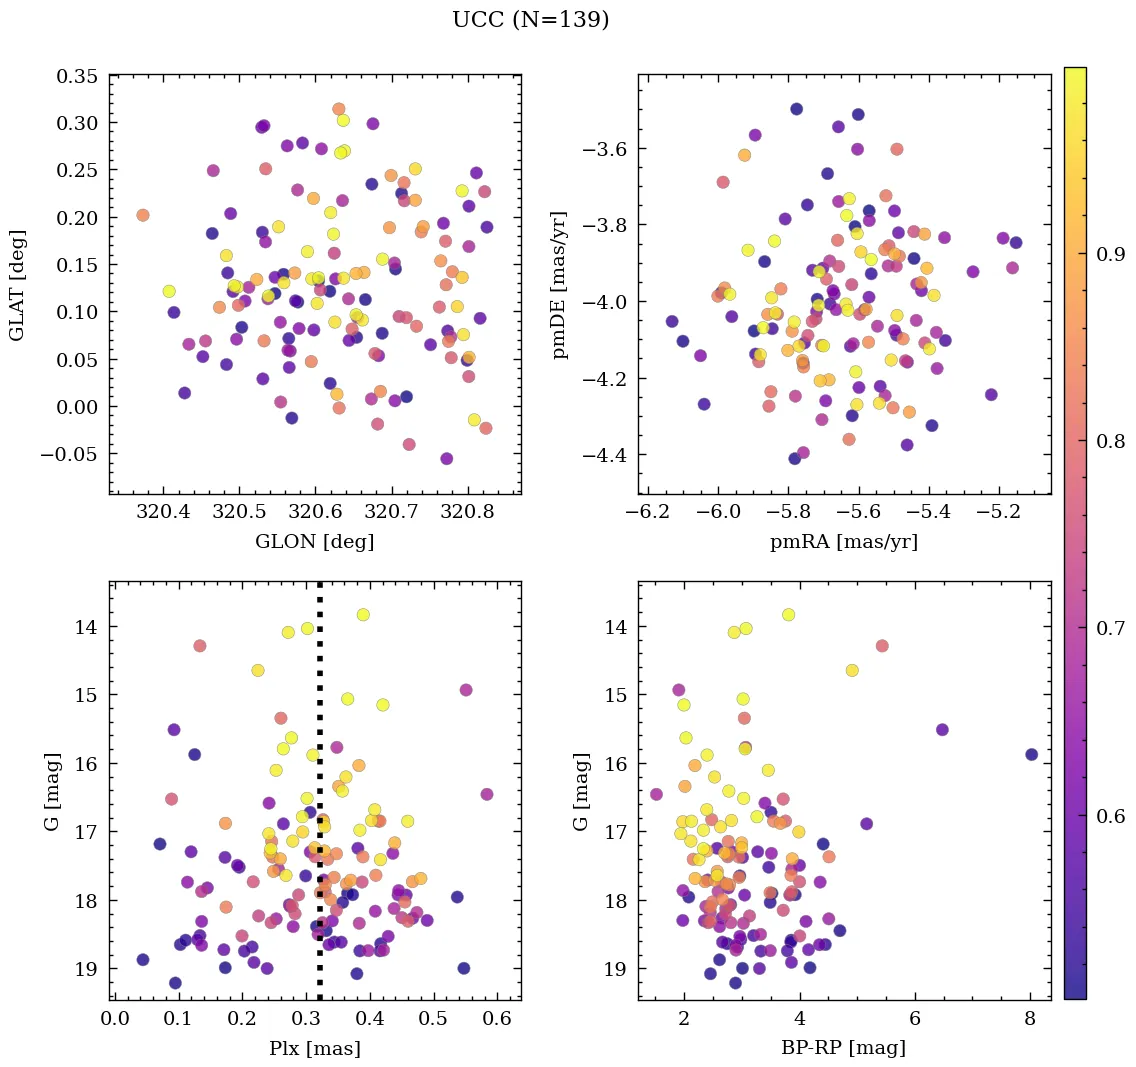 UCC (N=139)
0.35
0.30
0.25
0.20
0.15
0.10
0.05
0.00
−0.05
GLAT [deg]
320.4 320.5 320.6 320.7 320.8
GLON [deg]
−3.6
−3.8
−4.0
−4.2
−4.4
pmDE [mas/yr]
−6.2 −6.0 −5.8 −5.6 −5.4 −5.2
pmRA [mas/yr]
14
15
16
17
18
19
G [mag]
0.0 0.1 0.2 0.3 0.4 0.5 0.6
Plx [mas]
14
15
16
17
18
19
G [mag]
2 4 6 8
BP-RP [mag]
0.9
0.8
0.7
0.6